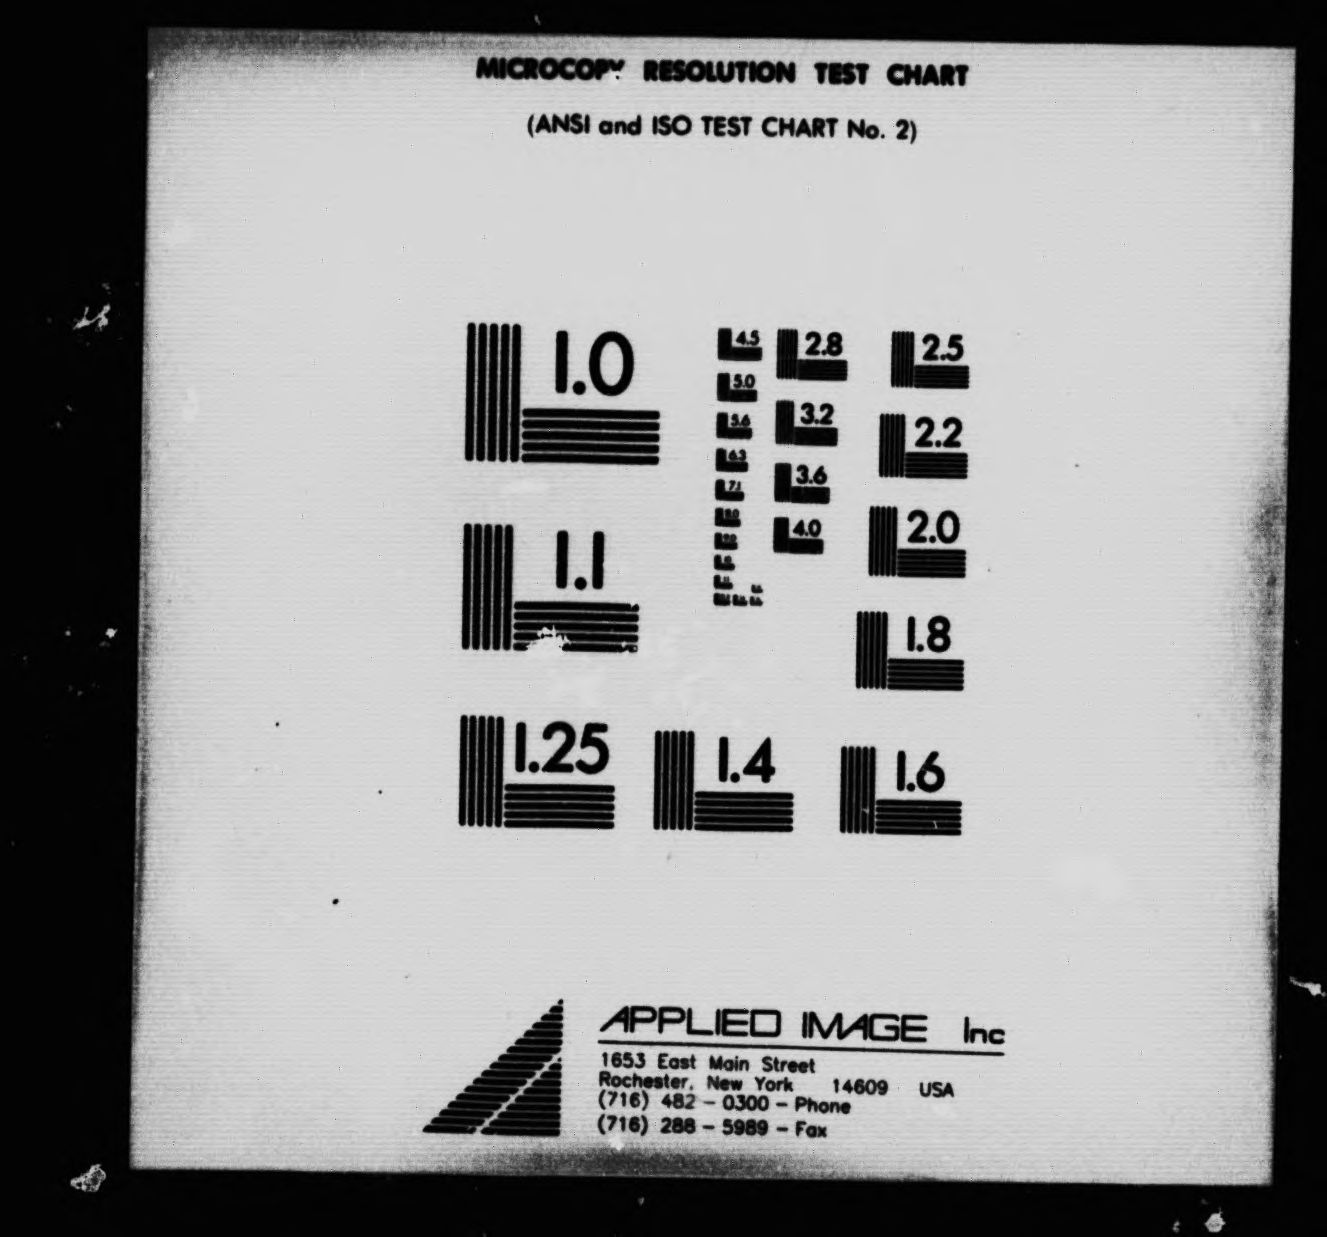 MICROCOPY RESOLUTION TEST CHART
(ANSI and ISO TEST CHART No. 2)
1.0
4.5
2.8
2.5
5.0
3.2
2.2
5.6
6.3
3.6
7.1
2.0
8.0
4.0
9.0
1.1
1.8
1.25
1.4
1.6
APPLIED IMAGE Inc
1653 East Main Street
Rochester, New York 14609 USA
(716) 482 - 0300 - Phone
(716) 288 - 5989 - Fax